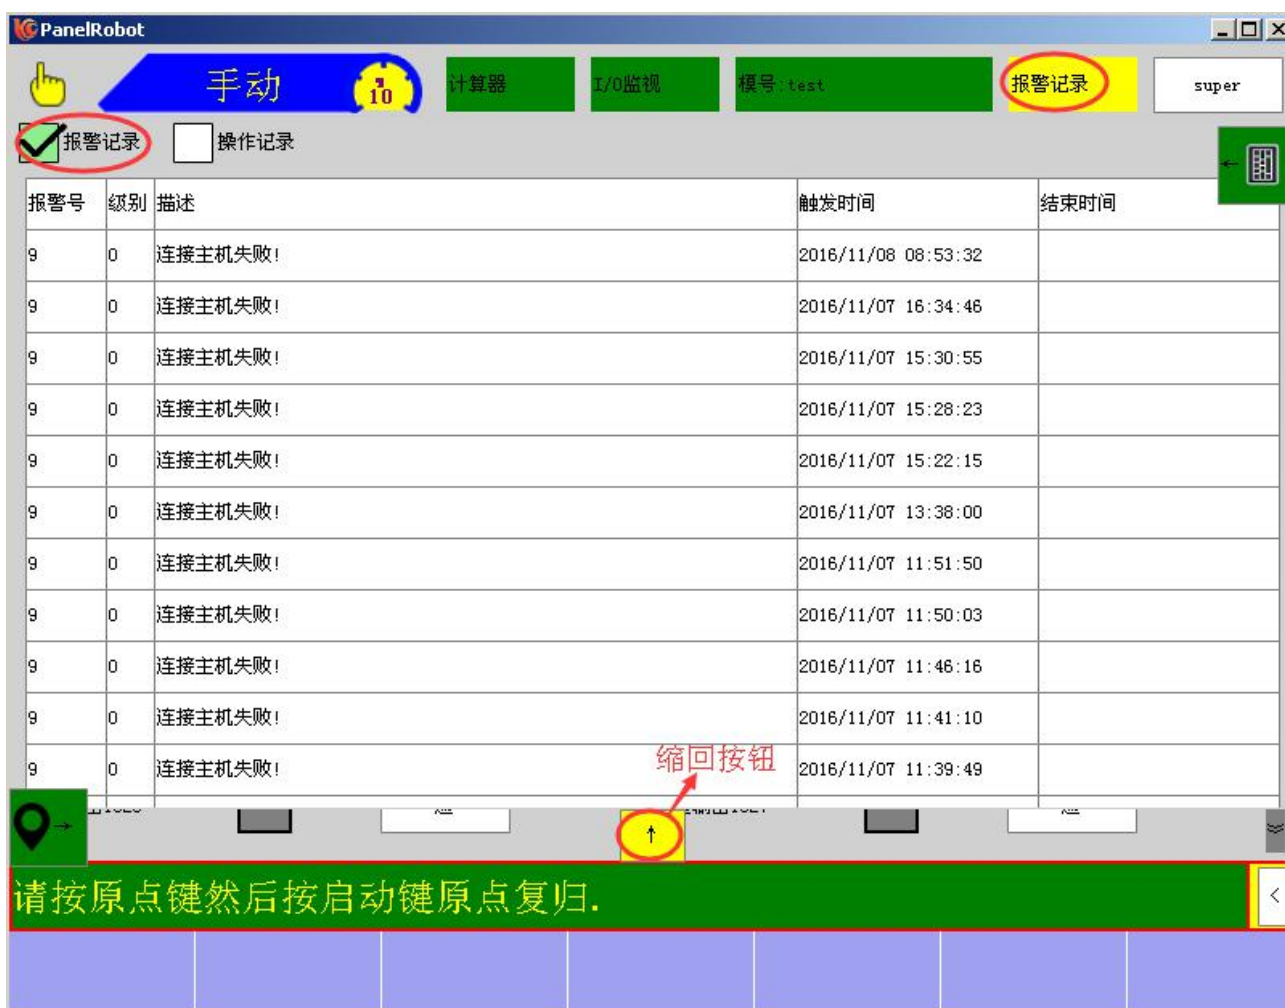 PanelRobot
手动
10
计算器
I/O监视
模号:test
报警记录
super
报警记录
操作记录
报警号 级别 描述 触发时间 结束时间
9 0 连接主机失败! 2016/11/08 08:53:32
9 0 连接主机失败! 2016/11/07 16:34:46
9 0 连接主机失败! 2016/11/07 15:30:55
9 0 连接主机失败! 2016/11/07 15:28:23
9 0 连接主机失败! 2016/11/07 15:22:15
9 0 连接主机失败! 2016/11/07 13:38:00
9 0 连接主机失败! 2016/11/07 11:51:50
9 0 连接主机失败! 2016/11/07 11:50:03
9 0 连接主机失败! 2016/11/07 11:46:16
9 0 连接主机失败! 2016/11/07 11:41:10
9 0 连接主机失败! 2016/11/07 11:39:49
缩回按钮
请按原点键然后按启动键原点复归.